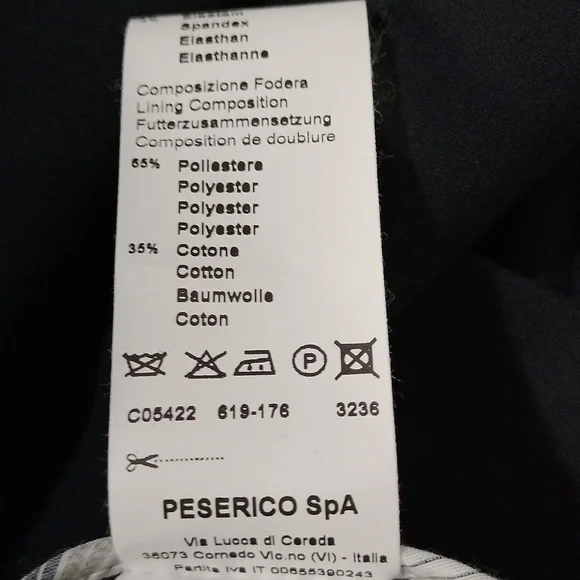 Spandex
Elasthan
Elasthanne
Composizione Fodera
Lining Composition
Futterzusammensetzung
Composition de doublure
65% Poliestere
Polyester
Polyester
Polyester
35% Cotone
Cotton
Baumwolle
Coton
P
C05422 619-176 3236
PESERICO SpA
Via Lucca di Cereda
36073 Cornedo Vic.no (VI) - Italia
Partita Iva IT 00655390243